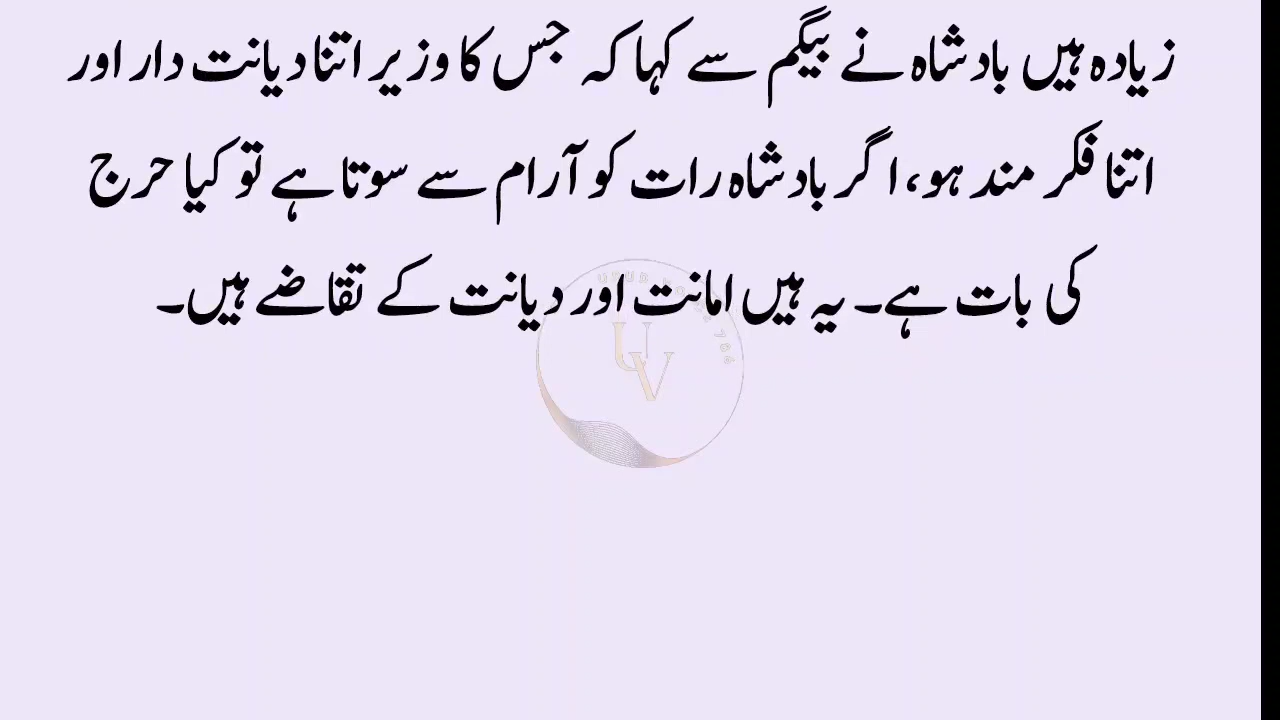 زیادہ ہیں بادشاہ نے بیگم سے کہا کہ جس کا وزیر اتنا دیانت دار اور
اتنا فکر مند ہو، اگر بادشاہ رات کو آرام سے سوتا ہے تو کیا حرج
کی بات ہے۔ یہ ہیں امانت اور دیانت کے تقاضے ہیں۔
UV